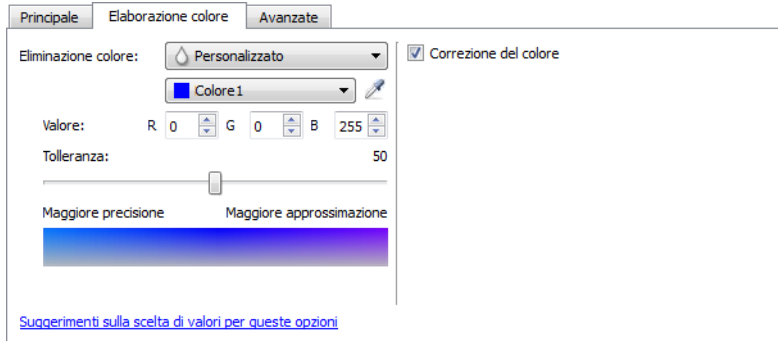 Principale Elaborazione colore Avanzate
Eliminazione colore: Personalizzato
Correzione del colore
Colore1
Valore: R 0 G 0 B 255
Tolleranza: 50
Maggiore precisione Maggiore approssimazione
Suggerimenti sulla scelta di valori per queste opzioni